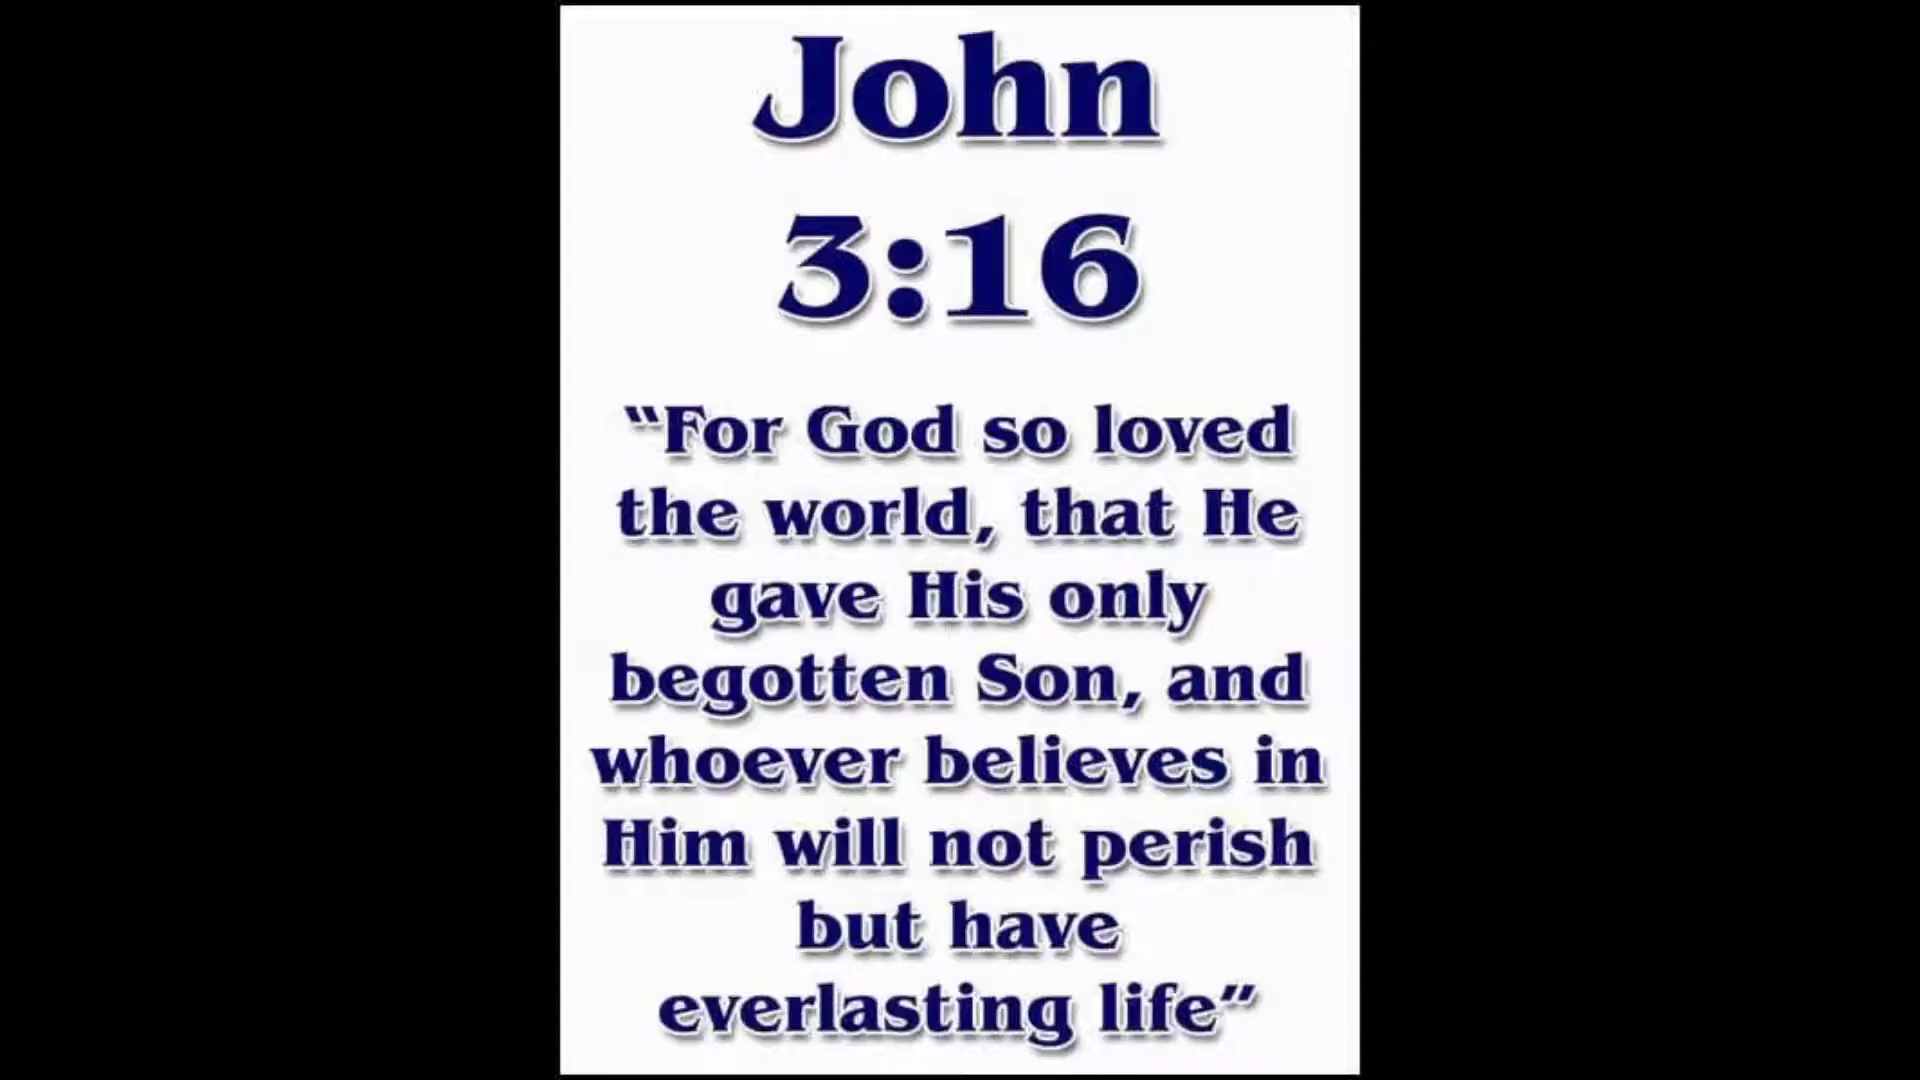 John
3:16
“For God so loved
the world, that He
gave His only
begotten Son, and
whoever believes in
Him will not perish
but have
everlasting life”